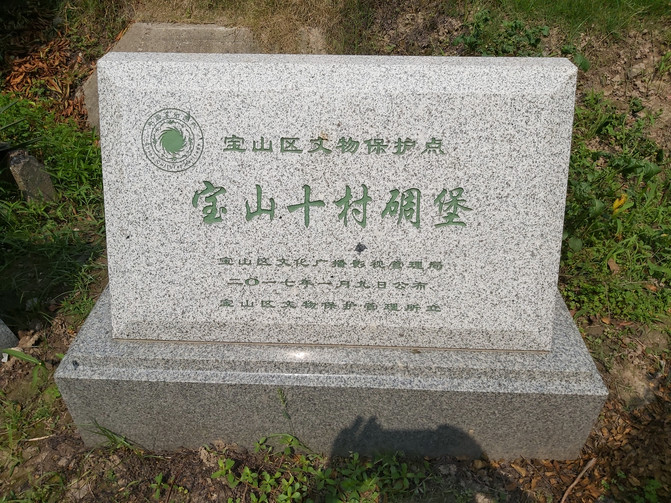 宝山区文物保护点
宝山十村碉堡
宝山区文化广播影视管理局
二〇一七年一月九日公布
宝山区文物保护管理所立